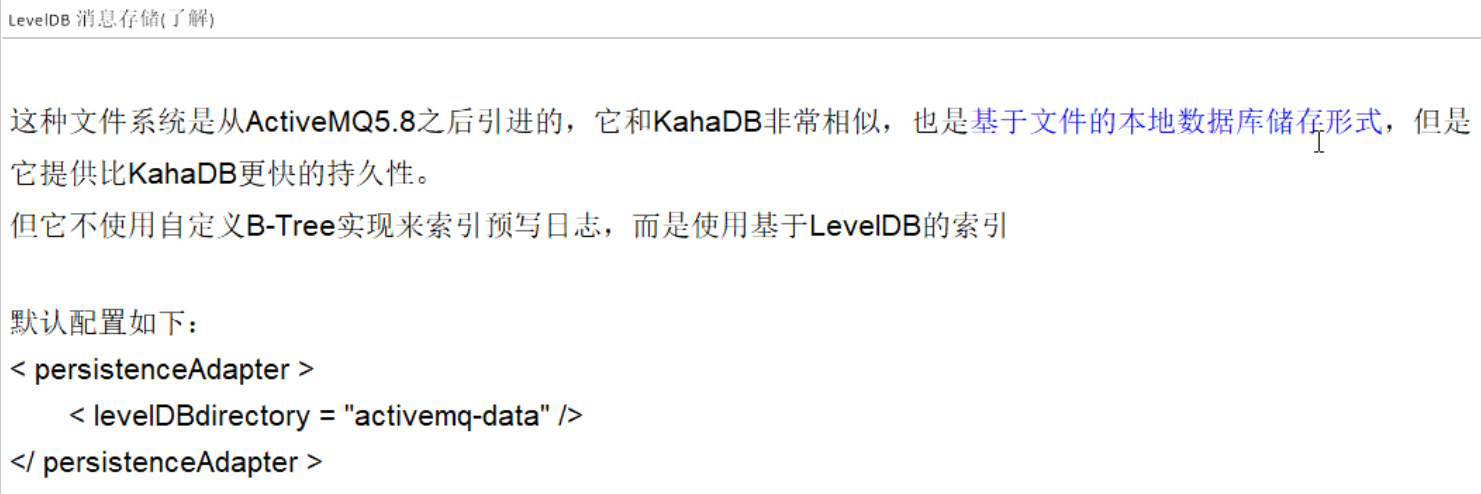 LevelDB 消息存储(了解)
这种文件系统是从ActiveMQ5.8之后引进的，它和KahaDB非常相似，也是基于文件的本地数据库储存形式，但是
它提供比KahaDB更快的持久性。
但它不使用自定义B-Tree实现来索引预写日志，而是使用基于LevelDB的索引
默认配置如下：
< persistenceAdapter >
< levelDBdirectory = "activemq-data" />
</ persistenceAdapter >